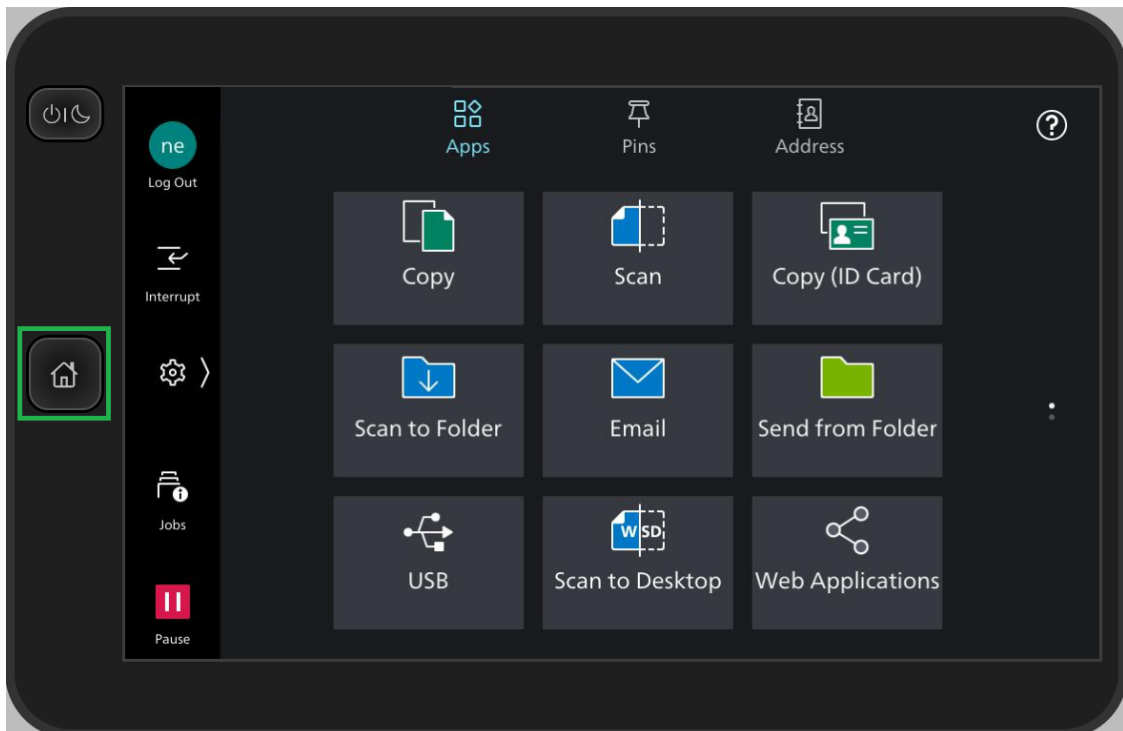 ne
Log Out
Interrupt
Jobs
Pause
Apps
Pins
Address
?
Copy
Scan
Copy (ID Card)
Scan to Folder
Email
Send from Folder
USB
W SD
Scan to Desktop
Web Applications